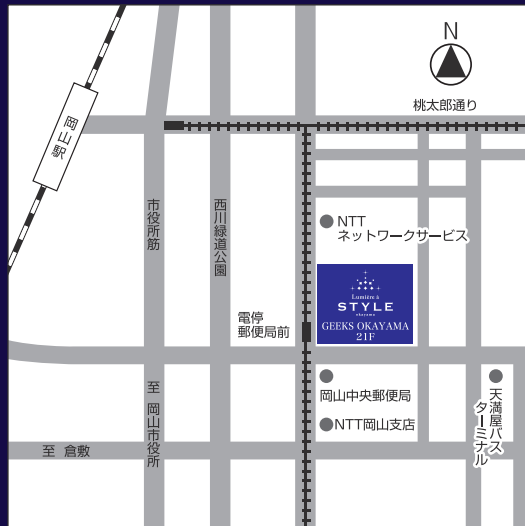 N
桃太郎通り
岡山駅
市役所筋
西川緑道公園
NTT
ネットワークサービス
Lumière à
STYLE
okayama
GEEKS OKAYAMA
21F
電停
郵便局前
岡山中央郵便局
NTT岡山支店
天満屋バス
ターミナル
至 岡山市役所
至 倉敷